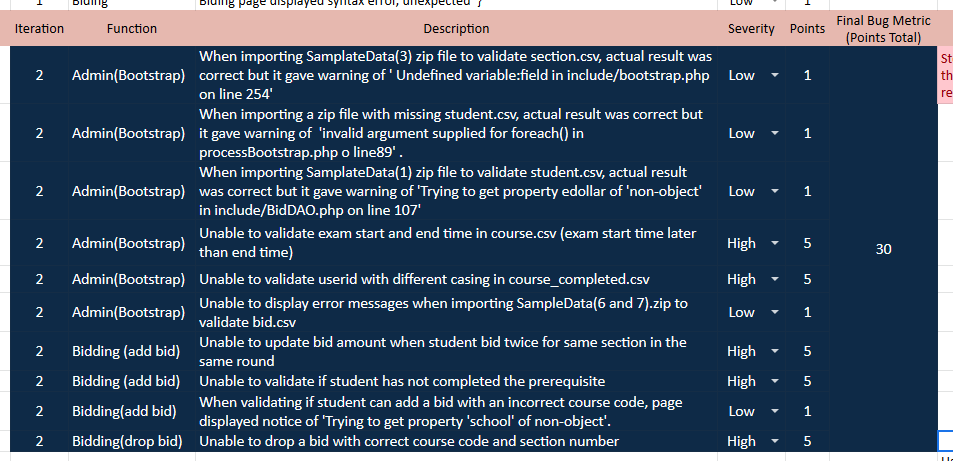 1 Biding Biding page displayed syntax error, unexpected '}' Low 1
Iteration Function Description Severity Points Final Bug Metric
(Points Total)
2 Admin(Bootstrap) When importing SamplateData(3) zip file to validate section.csv, actual result was
correct but it gave warning of ' Undefined variable:field in include/bootstrap.php
on line 254' Low 1
2 Admin(Bootstrap) When importing a zip file with missing student.csv, actual result was correct but
it gave warning of 'invalid argument supplied for foreach() in
processBootstrap.php o line89' . Low 1
2 Admin(Bootstrap) When importing SamplateData(1) zip file to validate student.csv, actual result
was correct but it gave warning of 'Trying to get property edollar of 'non-object'
in include/BidDAO.php on line 107' Low 1
2 Admin(Bootstrap) Unable to validate exam start and end time in course.csv (exam start time later
than end time) High 5
30
2 Admin(Bootstrap) Unable to validate userid with different casing in course_completed.csv High 5
2 Admin(Bootstrap) Unable to display error messages when importing SampleData(6 and 7).zip to
validate bid.csv Low 1
2 Bidding (add bid) Unable to update bid amount when student bid twice for same section in the
same round High 5
2 Bidding (add bid) Unable to validate if student has not completed the prerequisite High 5
2 Bidding(add bid) When validating if student can add a bid with an incorrect course code, page
displayed notice of 'Trying to get property 'school' of non-object'. Low 1
2 Bidding(drop bid) Unable to drop a bid with correct course code and section number High 5